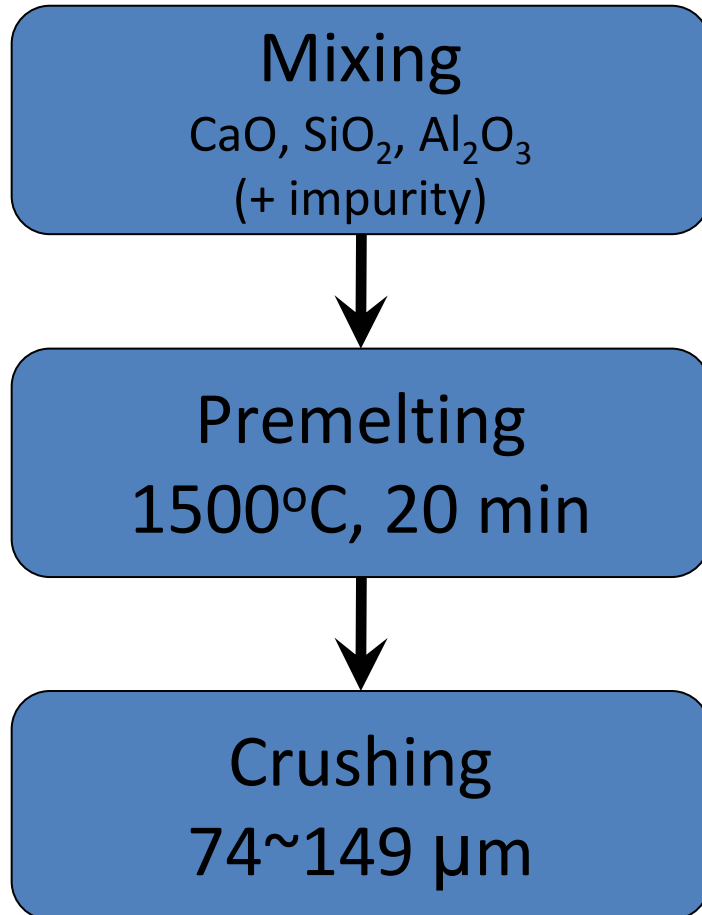 Mixing
CaO, SiO₂, Al₂O₃
(+ impurity)
Premelting
1500ºC, 20 min
Crushing
74~149 μm